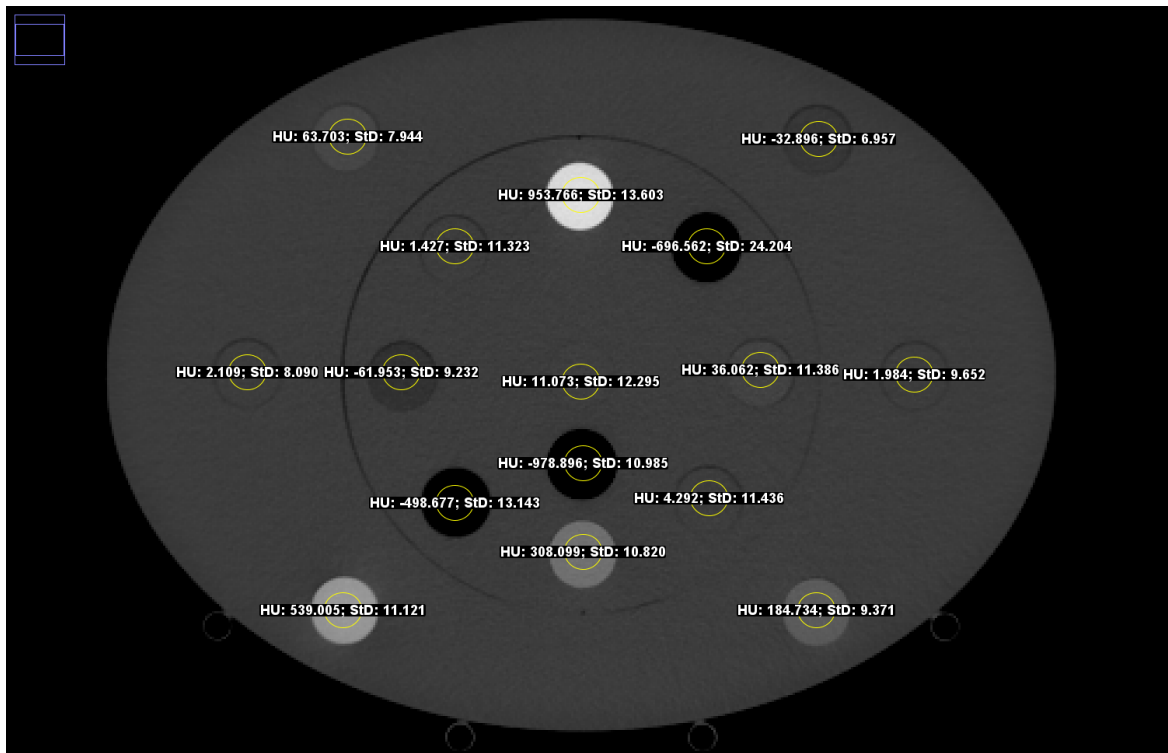 HU: 63.703; StD: 7.944
HU: -32.896; StD: 6.957
HU: 953.766; StD: 13.603
HU: 1.427; StD: 11.323
HU: -696.562; StD: 24.204
HU: 2.109; StD: 8.090
HU: -61.953; StD: 9.232
HU: 11.073; StD: 12.295
HU: 36.062; StD: 11.386
HU: 1.984; StD: 9.652
HU: -978.896; StD: 10.985
HU: -498.677; StD: 13.143
HU: 4.292; StD: 11.436
HU: 308.099; StD: 10.820
HU: 539.005; StD: 11.121
HU: 184.734; StD: 9.371